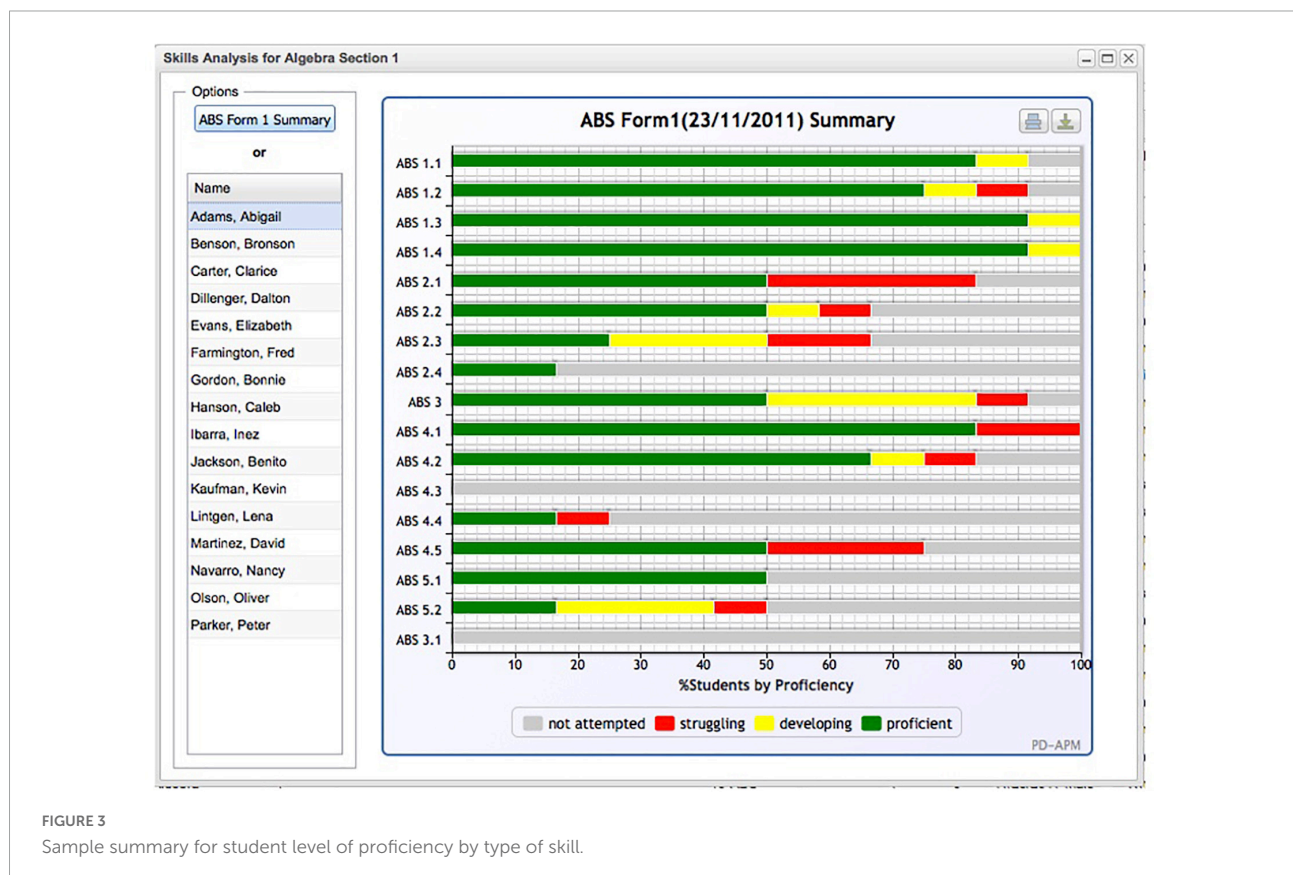 Skills Analysis for Algebra Section 1
Options
ABS Form 1 Summary
or
Name
Adams, Abigail
Benson, Bronson
Carter, Clarice
Dillenger, Dalton
Evans, Elizabeth
Farmington, Fred
Gordon, Bonnie
Hanson, Caleb
Ibarra, Inez
Jackson, Benito
Kaufman, Kevin
Lintgen, Lena
Martinez, David
Navarro, Nancy
Olson, Oliver
Parker, Peter
ABS Form1(23/11/2011) Summary
ABS 1.1
ABS 1.2
ABS 1.3
ABS 1.4
ABS 2.1
ABS 2.2
ABS 2.3
ABS 2.4
ABS 3
ABS 4.1
ABS 4.2
ABS 4.3
ABS 4.4
ABS 4.5
ABS 5.1
ABS 5.2
ABS 3.1
0 10 20 30 40 50 60 70 80 90 100
%Students by Proficiency
not attempted struggling developing proficient
PD-APM
FIGURE 3
Sample summary for student level of proficiency by type of skill.